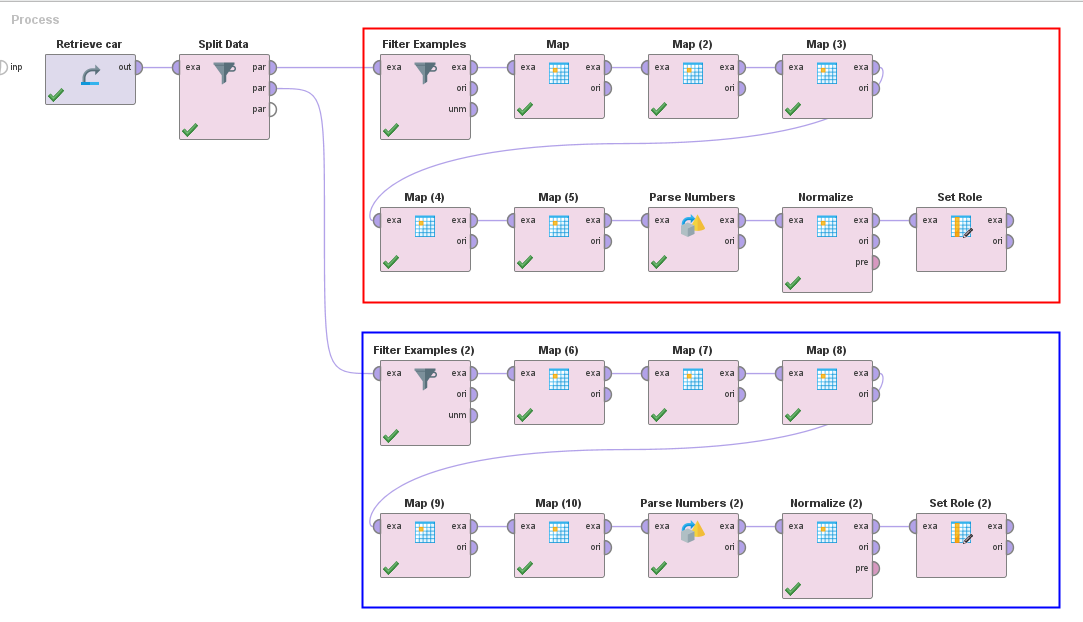 Process
inp
Retrieve car
out
Split Data
exa par
par
par
Filter Examples
exa exa
ori
unm
Map
exa exa
ori
Map (2)
exa exa
ori
Map (3)
exa exa
ori
Map (4)
exa exa
ori
Map (5)
exa exa
ori
Parse Numbers
exa exa
ori
Normalize
exa exa
ori
pre
Set Role
exa exa
ori
Filter Examples (2)
exa exa
ori
unm
Map (6)
exa exa
ori
Map (7)
exa exa
ori
Map (8)
exa exa
ori
Map (9)
exa exa
ori
Map (10)
exa exa
ori
Parse Numbers (2)
exa exa
ori
Normalize (2)
exa exa
ori
pre
Set Role (2)
exa exa
ori